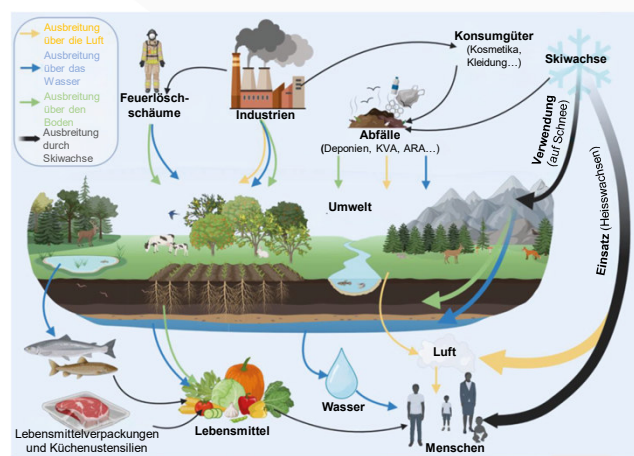 Ausbreitung
über die Luft
Ausbreitung
über das
Wasser
Ausbreitung
über den
Boden
Ausbreitung
durch
Skiwachse
Feuerlösch-
schäume
Industrien
Konsumgüter
(Kosmetika,
Kleidung...)
Skiwachse
Abfälle
(Deponien, KVA, ARA...)
Verwendung
(auf Schnee)
Einsatz (Heisswachsen)
Umwelt
Luft
Wasser
Lebensmittel
Menschen
Lebensmittelverpackungen
und Küchenustensilien